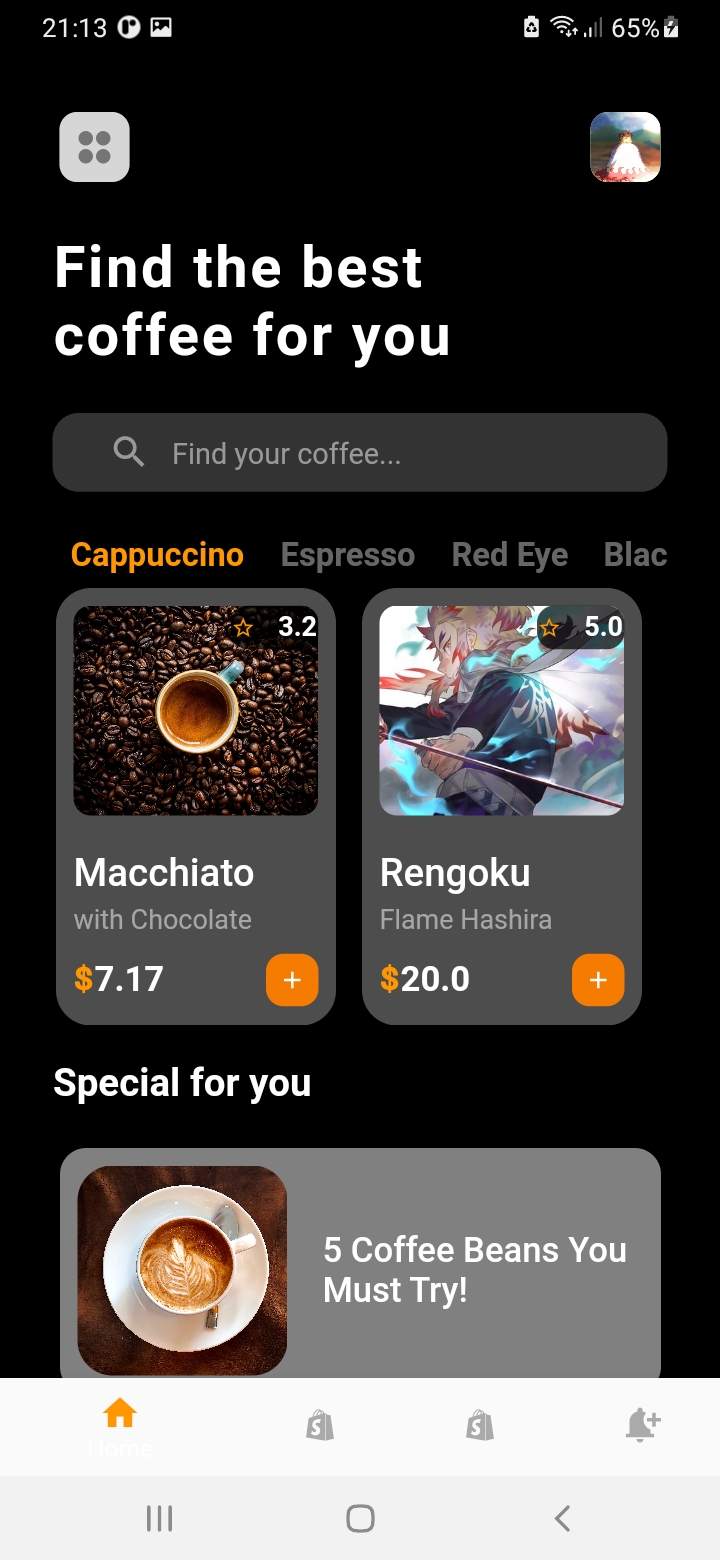 21:13 65%
Find the best
coffee for you
Find your coffee...
Cappuccino Espresso Red Eye Blac
3.2 5.0
Macchiato Rengoku
with Chocolate Flame Hashira
$7.17 + $20.0 +
Special for you
5 Coffee Beans You
Must Try!
Home